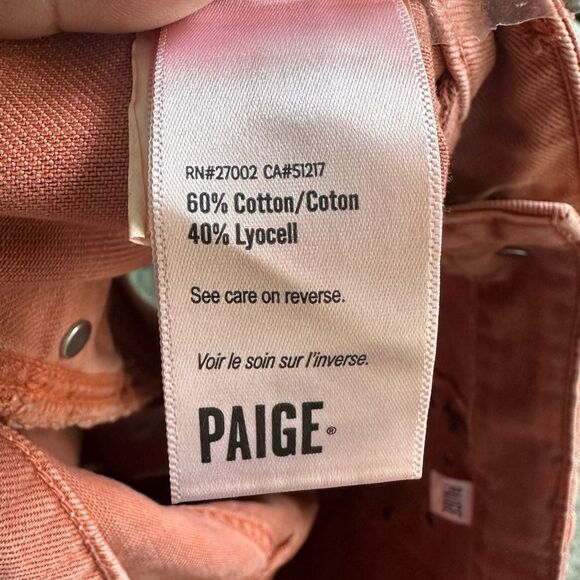 RN#27002 CA#51217
60% Cotton/Coton
40% Lyocell
See care on reverse.
Voir le soin sur l'inverse.
PAIGE®